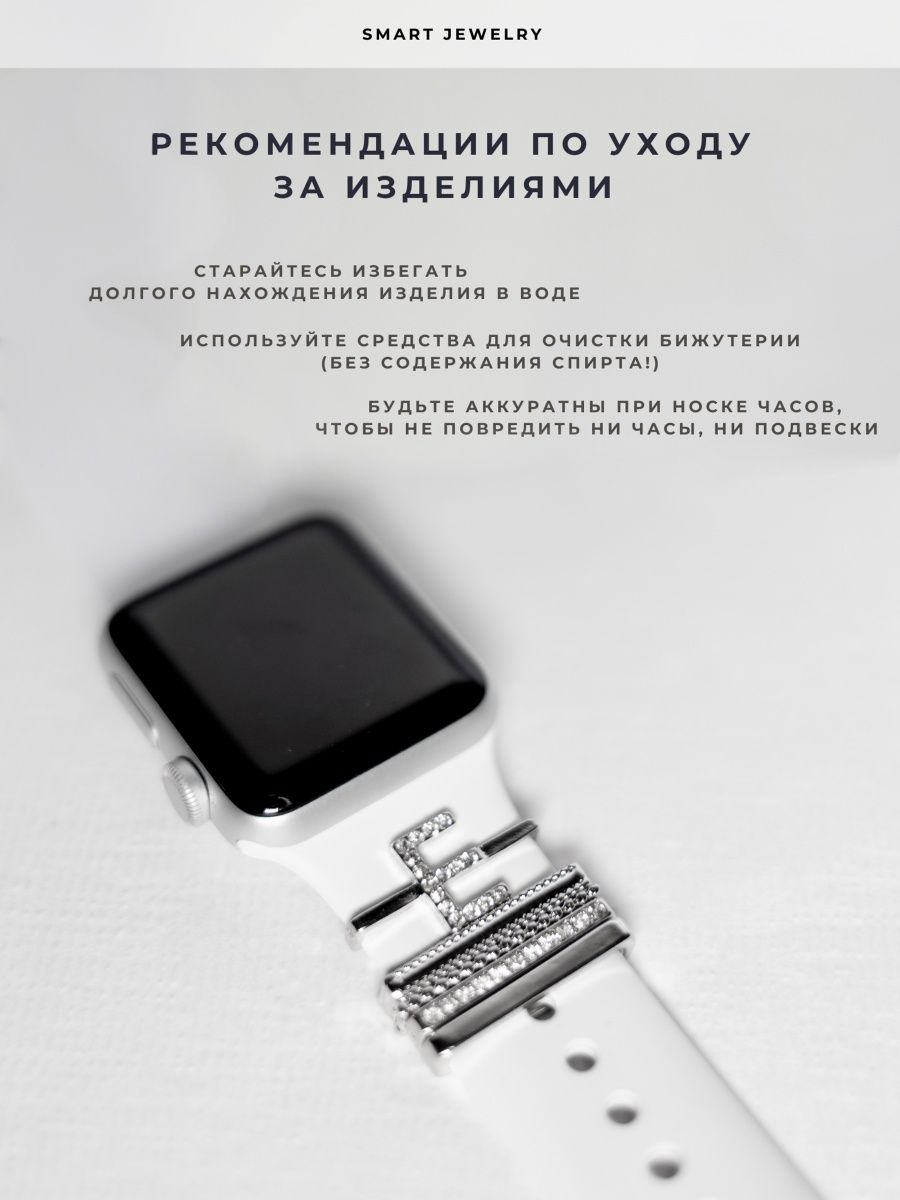 SMART JEWELRY
РЕКОМЕНДАЦИИ ПО УХОДУ
ЗА ИЗДЕЛИЯМИ
СТАРАЙТЕСЬ ИЗБЕГАТЬ
ДОЛГОГО НАХОЖДЕНИЯ ИЗДЕЛИЯ В ВОДЕ
ИСПОЛЬЗУЙТЕ СРЕДСТВА ДЛЯ ОЧИСТКИ БИЖУТЕРИИ
(БЕЗ СОДЕРЖАНИЯ СПИРТА!)
БУДЬТЕ АККУРАТНЫ ПРИ НОСКЕ ЧАСОВ,
ЧТОБЫ НЕ ПОВРЕДИТЬ НИ ЧАСЫ, НИ ПОДВЕСКИ
E